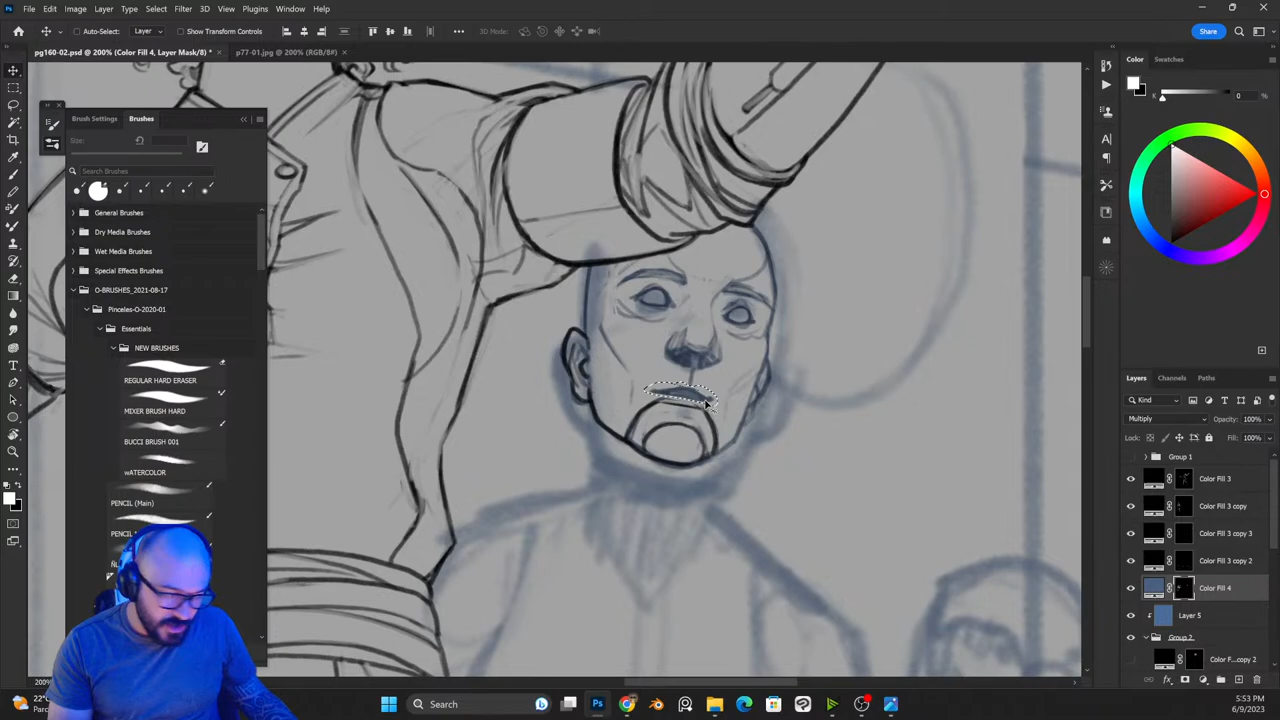 File Edit Image Layer Type Select Filter 3D View Plugins Window Help
Auto-Select: Layer Show Transform Controls 3D Mode: Share
pg160-02.psd @ 200% (Color Fill 4, Layer Mask/8) * × p77-01.jpg @ 200% (RGB/8#) ×
Brush Settings Brushes
Size:
Search Brushes
General Brushes
Dry Media Brushes
Wet Media Brushes
Special Effects Brushes
O-BRUSHES_2021-08-17
Pinceles-O-2020-01
Essentials
NEW BRUSHES
REGULAR HARD ERASER
MIXER BRUSH HARD
BUCCI BRUSH 001
wATERCOLOR
PENCIL (Main)
Color Swatches
K 0 %
Layers Channels Paths
Kind
Multiply Opacity: 100%
Lock: Fill: 100%
Group 1
Color Fill 3
Color Fill 3 copy
Color Fill 3 copy 3
Color Fill 3 copy 2
Color Fill 4
Layer 5
Group 2
Color F...copy 2
200%
22°
Search
5:53 PM
6/9/2023